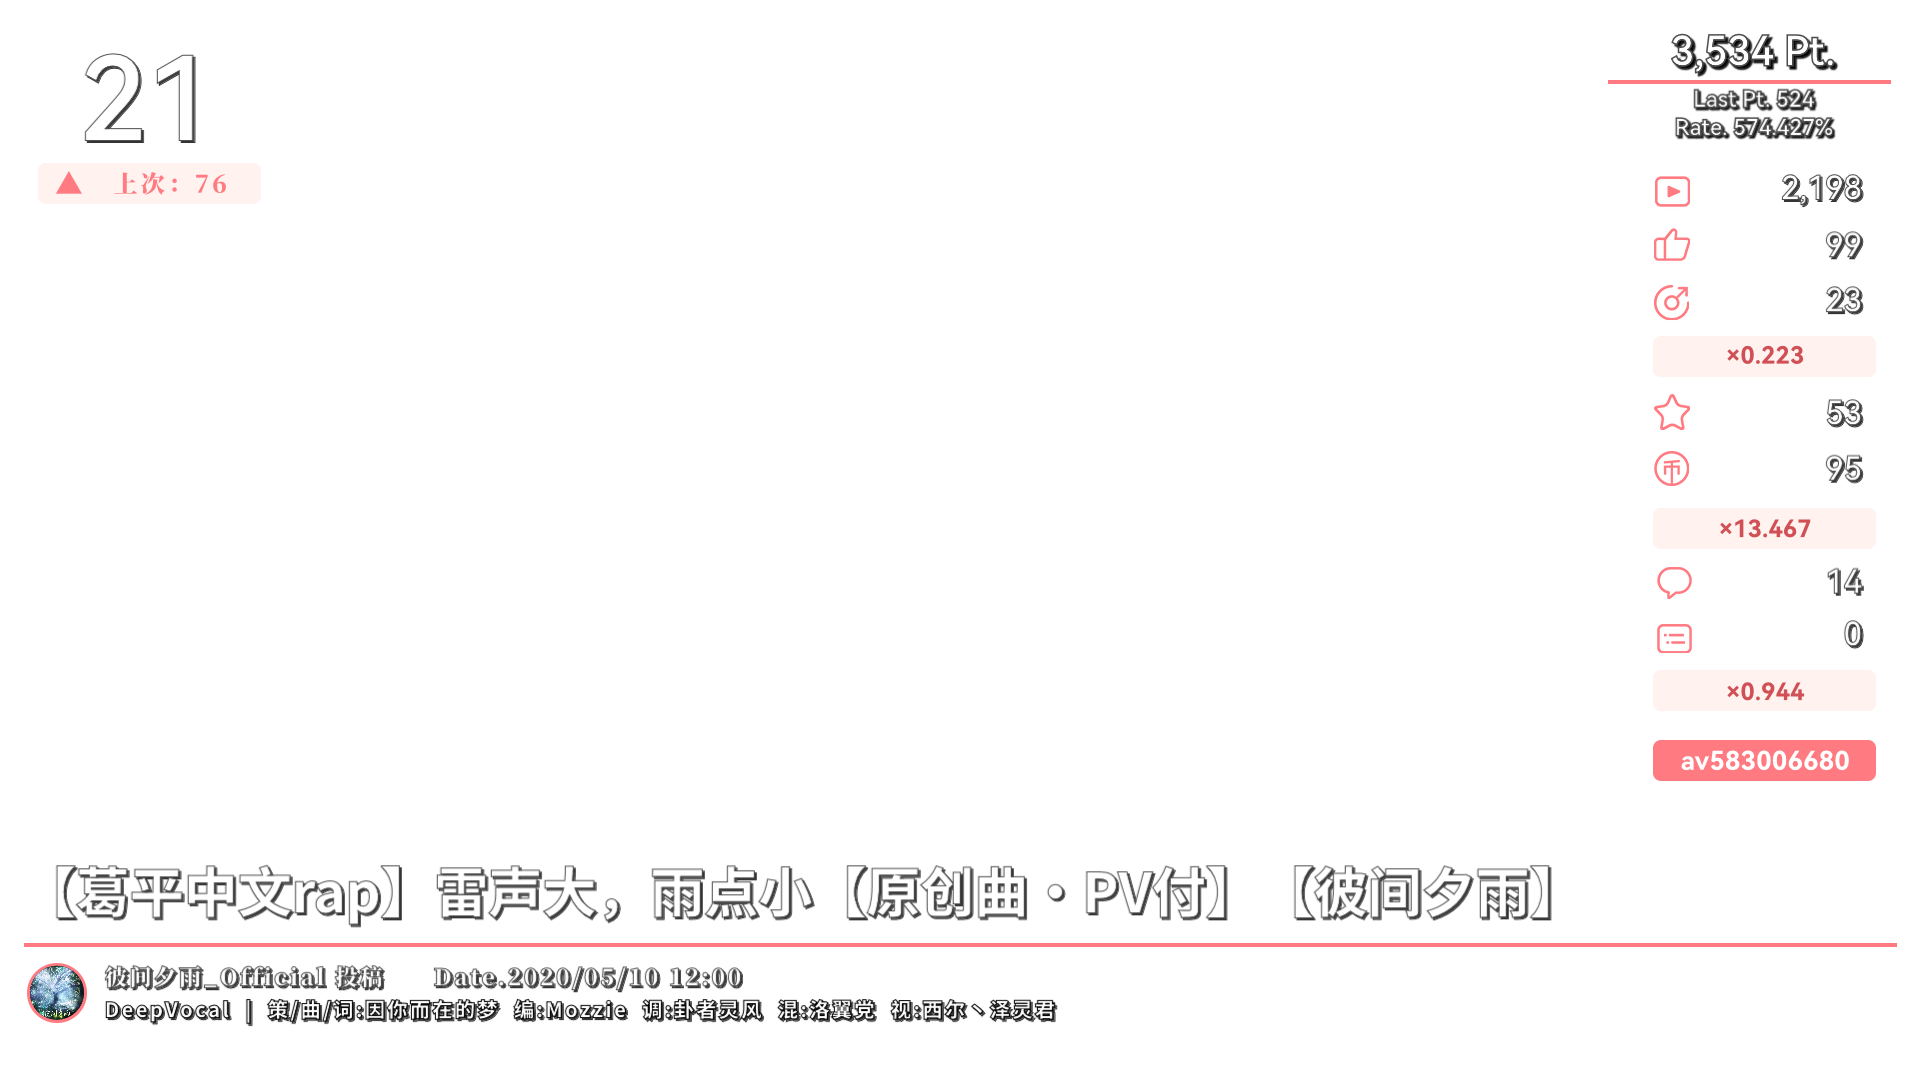 21
▲ 上次：76
3,534 Pt.
Last Pt. 524
Rate. 574.427%
2,198
99
23
×0.223
53
币 95
×13.467
14
0
×0.944
av583006680
【葛平中文rap】雷声大，雨点小【原创曲·PV付】 【彼间夕雨】
彼间夕雨_Official 投稿 Date.2020/05/10 12:00
DeepVocal | 策/曲/词:因你而在的梦 编:Mozzie 调:卦者灵风 混:洛翼党 视:西尔丶泽灵君